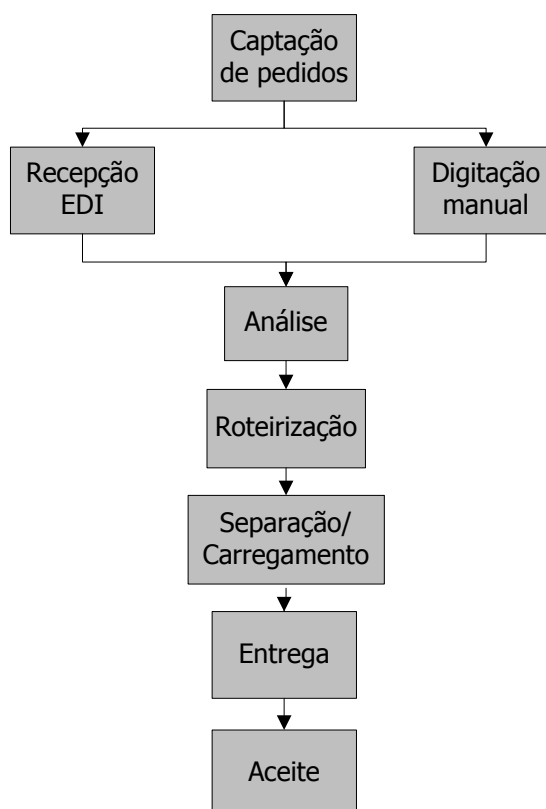 Captação
de pedidos
Recepção
EDI
Digitação
manual
Análise
Roteirização
Separação/
Carregamento
Entrega
Aceite